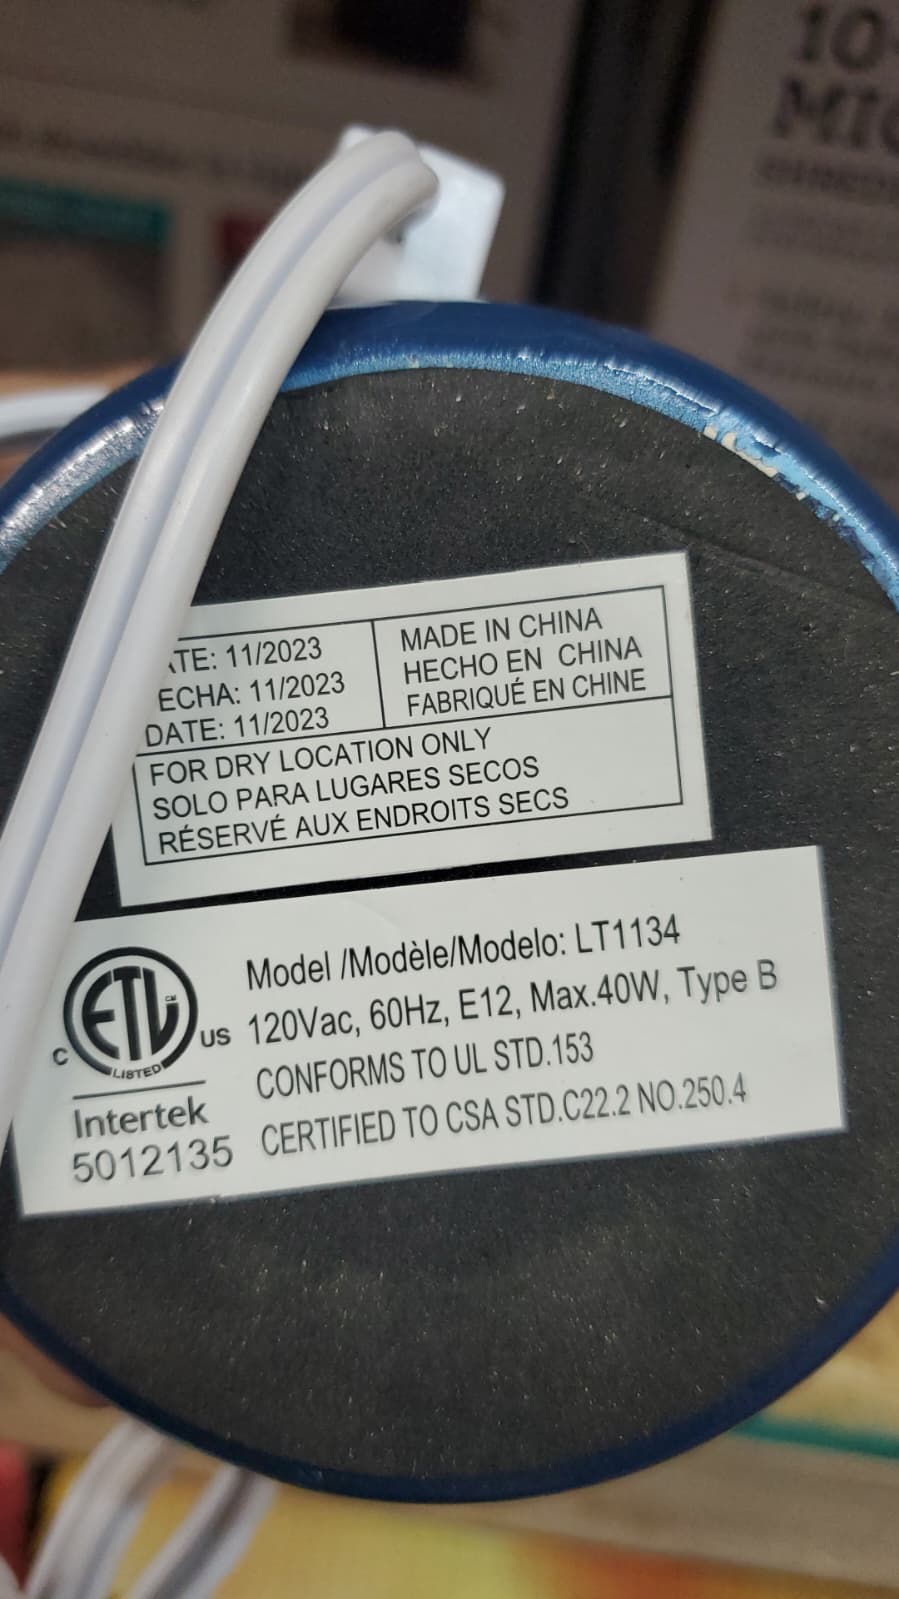 10-
MIC
ATE: 11/2023
ECHA: 11/2023
DATE: 11/2023
MADE IN CHINA
HECHO EN CHINA
FABRIQUÉ EN CHINE
FOR DRY LOCATION ONLY
SOLO PARA LUGARES SECOS
RÉSERVÉ AUX ENDROITS SECS
ETL CM
LISTED
C US
Intertek
5012135
Model /Modèle/Modelo: LT1134
120Vac, 60Hz, E12, Max.40W, Type B
CONFORMS TO UL STD.153
CERTIFIED TO CSA STD.C22.2 NO.250.4